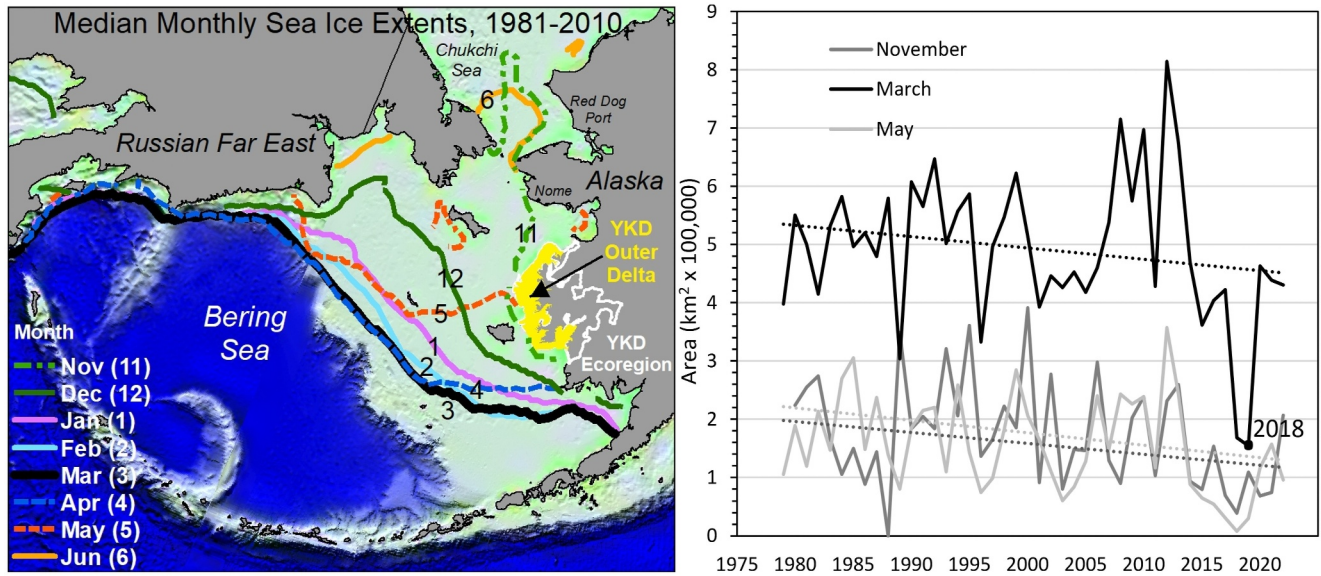 Median Monthly Sea Ice Extents, 1981-2010
Chukchi
Sea
6
Red Dog
Port
Russian Far East
Nome
Alaska
11
YKD
Outer
Delta
12
5
Bering
Sea
1
YKD
Ecoregion
2
4
3
Month
Nov (11)
Dec (12)
Jan (1)
Feb (2)
Mar (3)
Apr (4)
May (5)
Jun (6)
Area (km² x 100,000)
9
8
7
6
5
4
3
2
1
0
November
March
May
2018
1975 1980 1985 1990 1995 2000 2005 2010 2015 2020